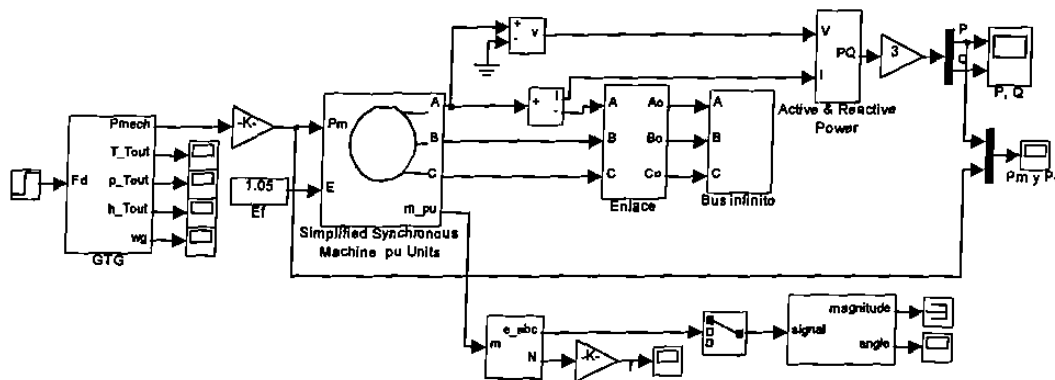 Fd
Pmech
T_Tout
p_Tout
h_Tout
wg
GTG
-K-
1.05
Ef
Pm
E
A
B
C
m_pu
Simplified Synchronous
Machine pu Units
+
-
v
+
i
-
A
B
C
Ao
Bo
Co
Enlace
A
B
C
Bus infinito
V
I
PQ
Active & Reactive
Power
3
P
Q
P, Q
Pm y P
m
e_abc
N
-K-
f
signal
magnitude
angle